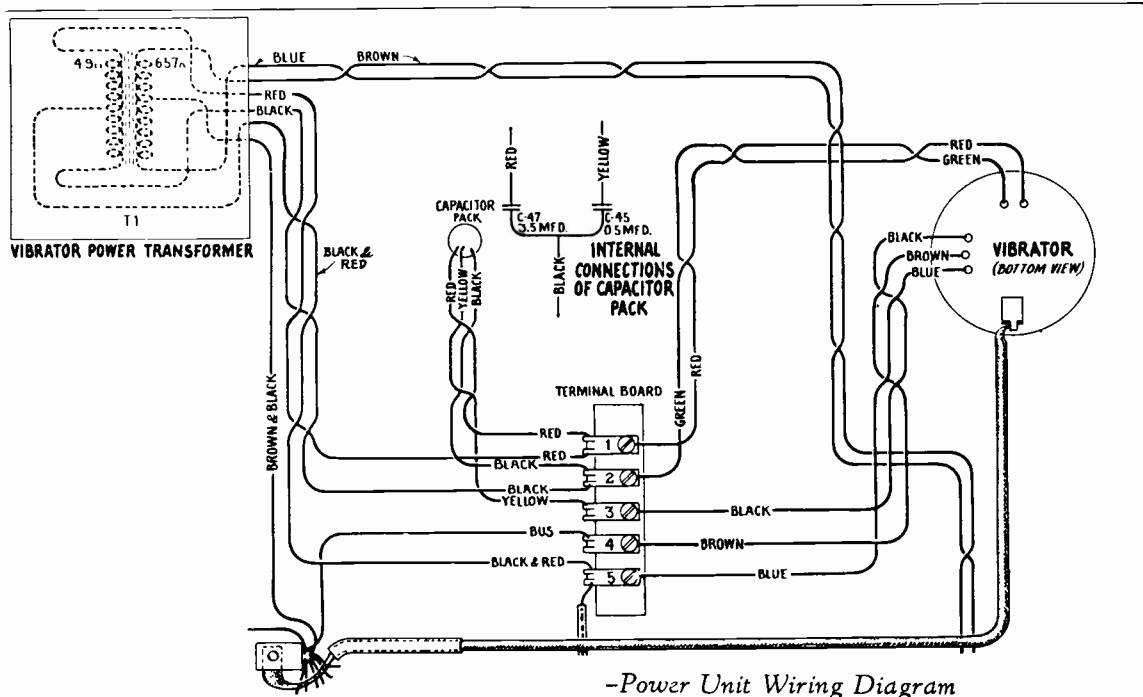 BLUE
BROWN
49Ω
657Ω
RED
BLACK
T1
VIBRATOR POWER TRANSFORMER
BLACK & RED
BROWN & BLACK
RED
YELLOW
C-47
3.5 MFD.
C-45
0.5 MFD.
BLACK
INTERNAL
CONNECTIONS
OF CAPACITOR
PACK
CAPACITOR
PACK
RED
YELLOW
BLACK
RED
GREEN
BLACK
BROWN
BLUE
VIBRATOR
(BOTTOM VIEW)
GREEN
RED
TERMINAL BOARD
RED
1
RED
BLACK
2
BLACK
YELLOW
3
BLACK
BUS
4
BROWN
BLACK & RED
5
BLUE
-Power Unit Wiring Diagram